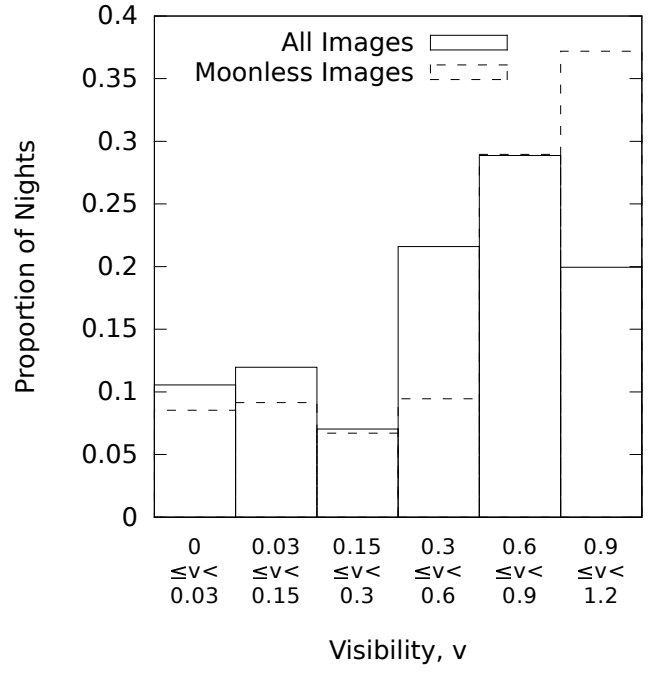 All Images
Moonless Images
0.4
0.35
0.3
0.25
0.2
0.15
0.1
0.05
0
Proportion of Nights
0 0.03 0.15 0.3 0.6 0.9
≤v< ≤v< ≤v< ≤v< ≤v< ≤v<
0.03 0.15 0.3 0.6 0.9 1.2
Visibility, v